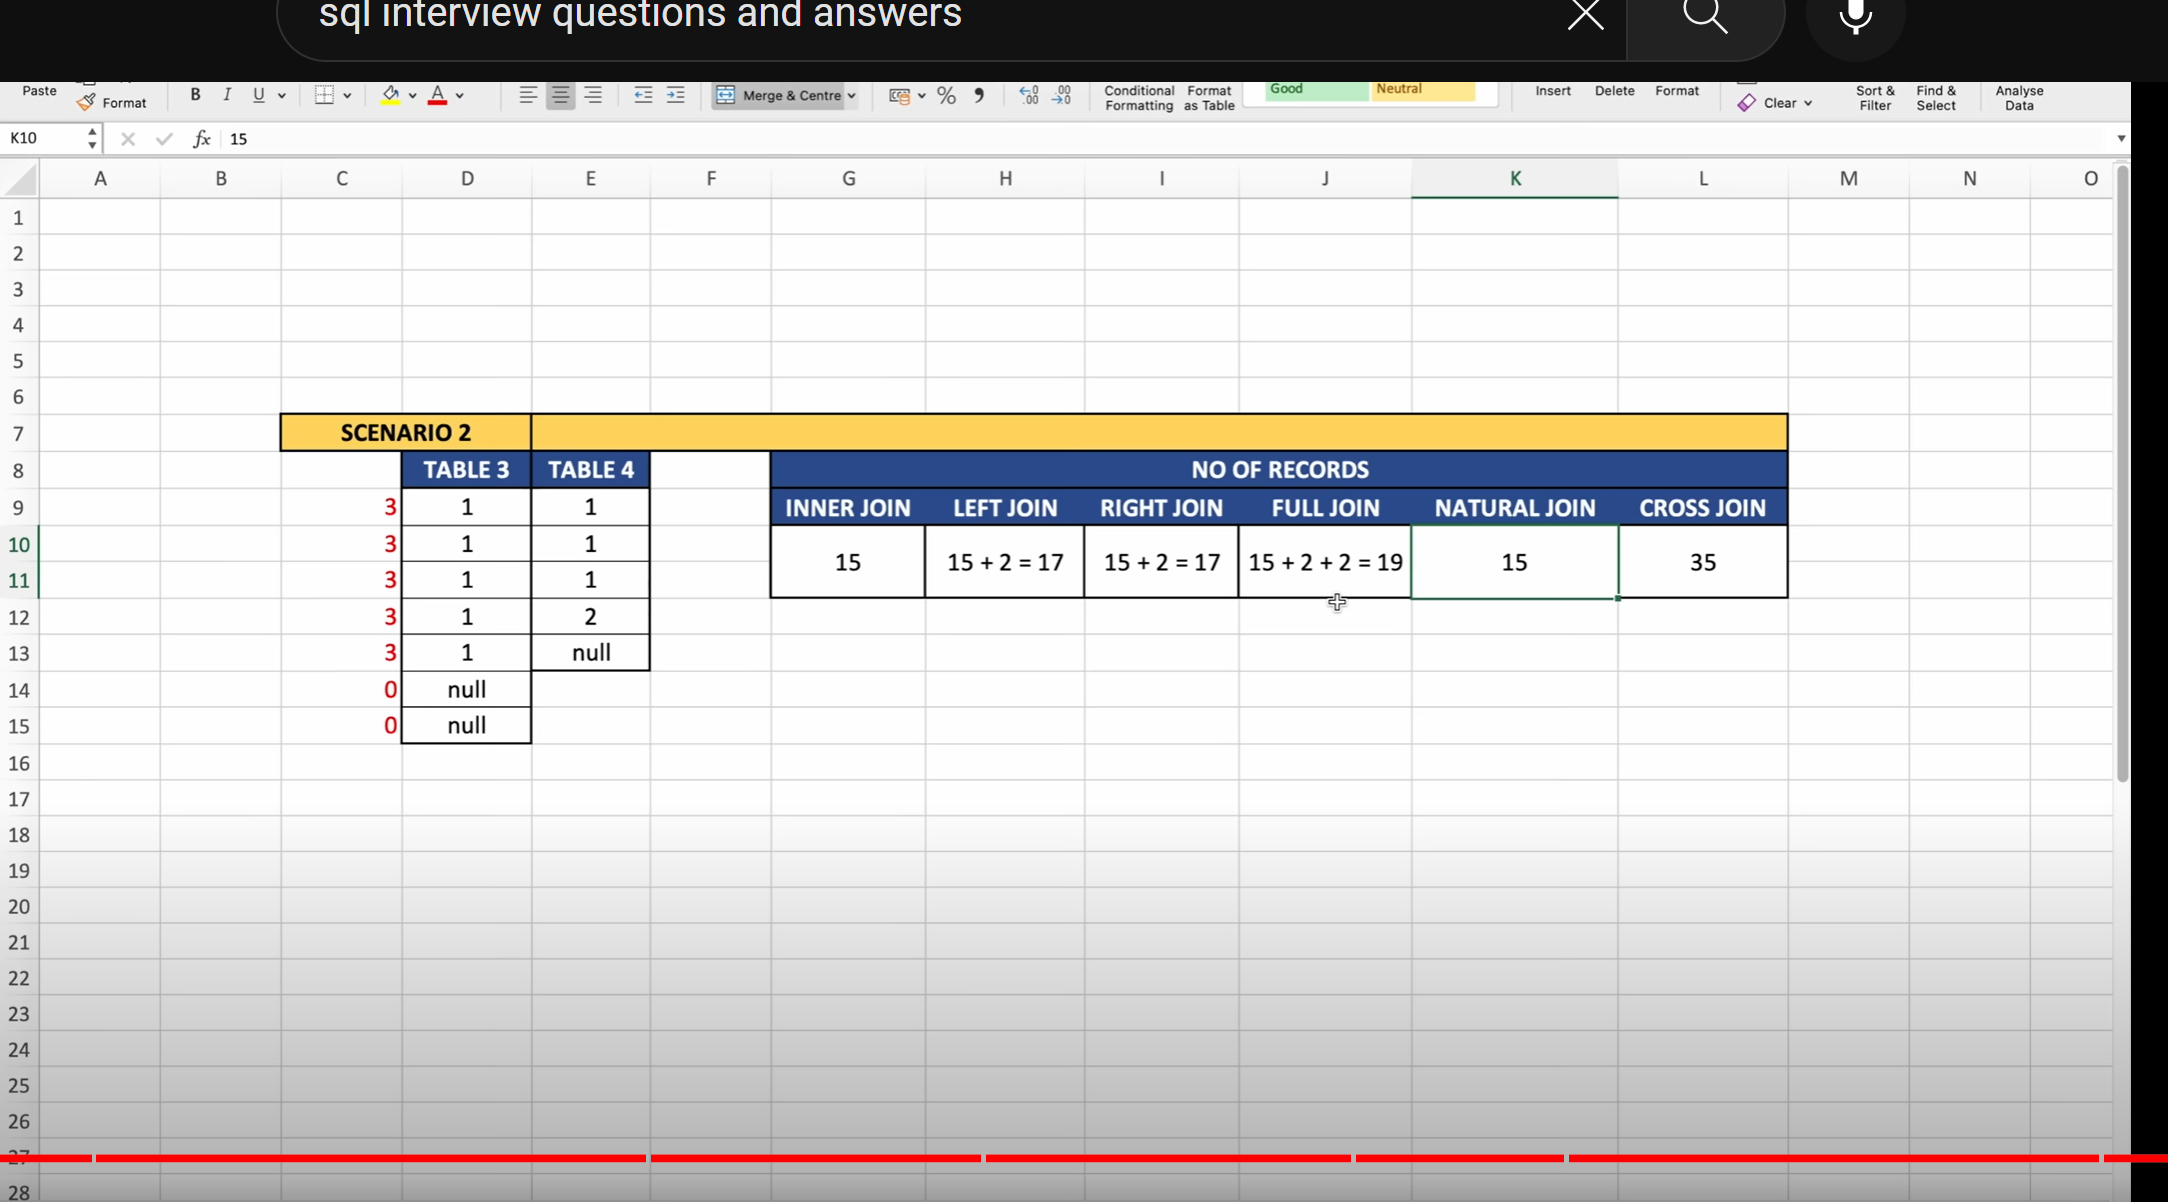 sql interview questions and answers
Paste Format B I U A Merge & Centre % Conditional Formatting Format as Table Good Neutral Insert Delete Format Clear Sort & Filter Find & Select Analyse Data
K10 fx 15
A B C D E F G H I J K L M N O
1
2
3
4
5
6
7 SCENARIO 2
8 TABLE 3 TABLE 4 NO OF RECORDS
9 3 1 1 INNER JOIN LEFT JOIN RIGHT JOIN FULL JOIN NATURAL JOIN CROSS JOIN
10 3 1 1 15 15 + 2 = 17 15 + 2 = 17 15 + 2 + 2 = 19 15 35
11 3 1 1
12 3 1 2
13 3 1 null
14 0 null
15 0 null
16
17
18
19
20
21
22
23
24
25
26
27
28